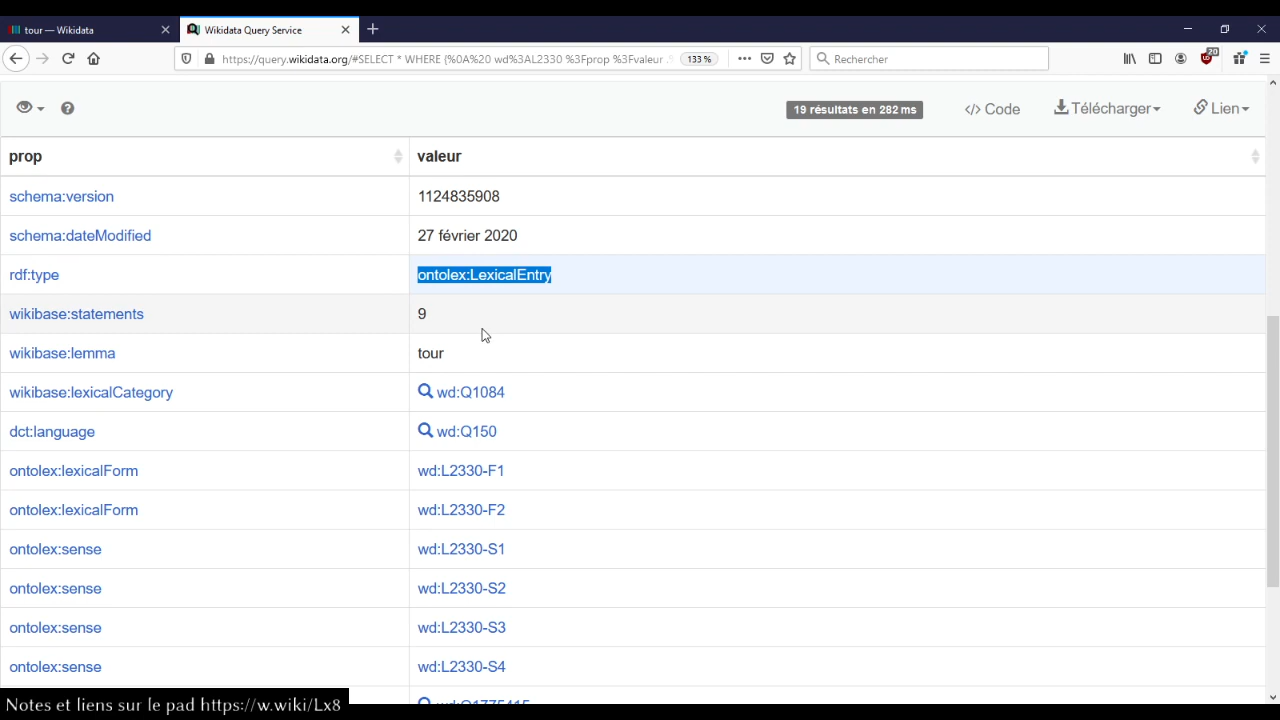 tour — Wikidata
Wikidata Query Service
https://query.wikidata.org/#SELECT * WHERE {%0A%20 wd%3AL2330 %3Fprop %3Fvaleur
133 %
Rechercher
20
19 résultats en 282 ms
</> Code
Télécharger
Lien
prop valeur
schema:version 1124835908
schema:dateModified 27 février 2020
rdf:type ontolex:LexicalEntry
wikibase:statements 9
wikibase:lemma tour
wikibase:lexicalCategory wd:Q1084
dct:language wd:Q150
ontolex:lexicalForm wd:L2330-F1
ontolex:lexicalForm wd:L2330-F2
ontolex:sense wd:L2330-S1
ontolex:sense wd:L2330-S2
ontolex:sense wd:L2330-S3
ontolex:sense wd:L2330-S4
Notes et liens sur le pad https://w.wiki/Lx8